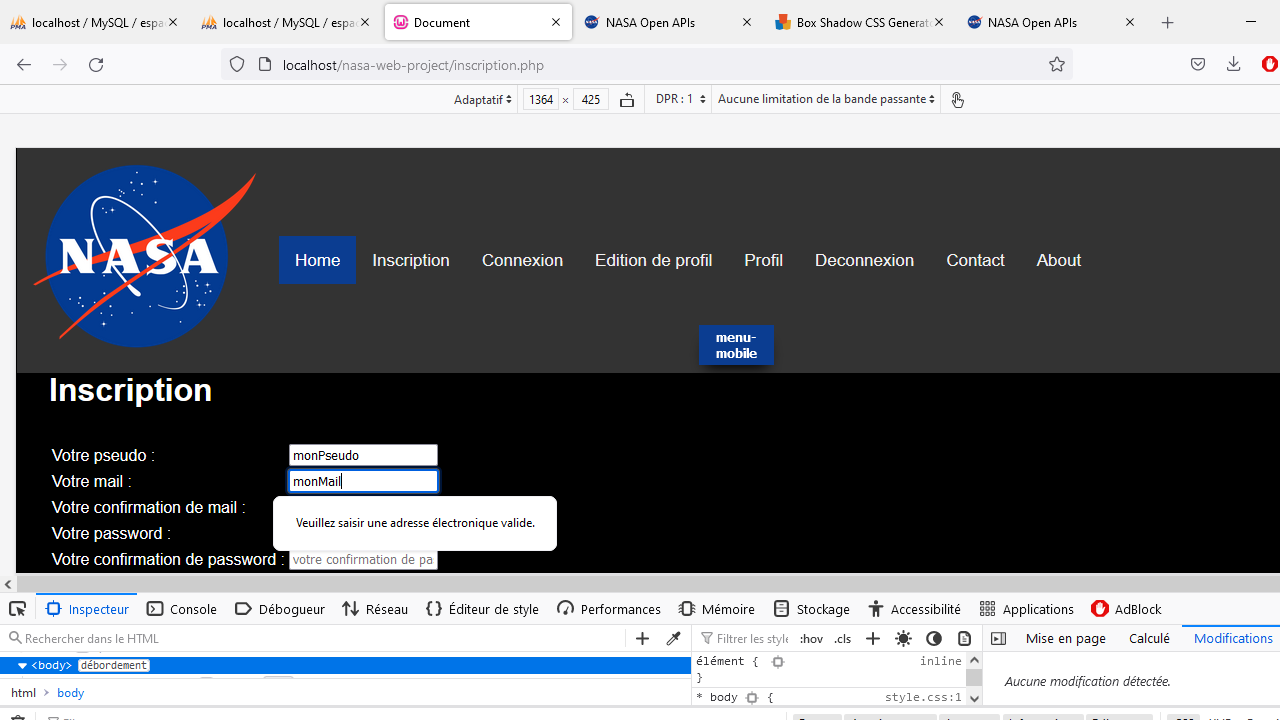 localhost / MySQL / espa
localhost / MySQL / espa
Document
NASA Open APIs
Box Shadow CSS Generato
NASA Open APIs
localhost/nasa-web-project/inscription.php
Adaptatif 1364 × 425 DPR : 1 Aucune limitation de la bande passante
NASA
Home Inscription Connexion Edition de profil Profil Deconnexion Contact About
menu-
mobile
Inscription
Votre pseudo : monPseudo
Votre mail : monMail
Votre confirmation de mail :
Veuillez saisir une adresse électronique valide.
Votre password :
Votre confirmation de password : votre confirmation de pa
Inspecteur Console Débogueur Réseau Éditeur de style Performances Mémoire Stockage Accessibilité Applications AdBlock
Rechercher dans le HTML
Filtrer les style :hov .cls
Mise en page Calculé Modifications
<body> débordement
élément { inline
}
Aucune modification détectée.
html > body
* body { style.css:1